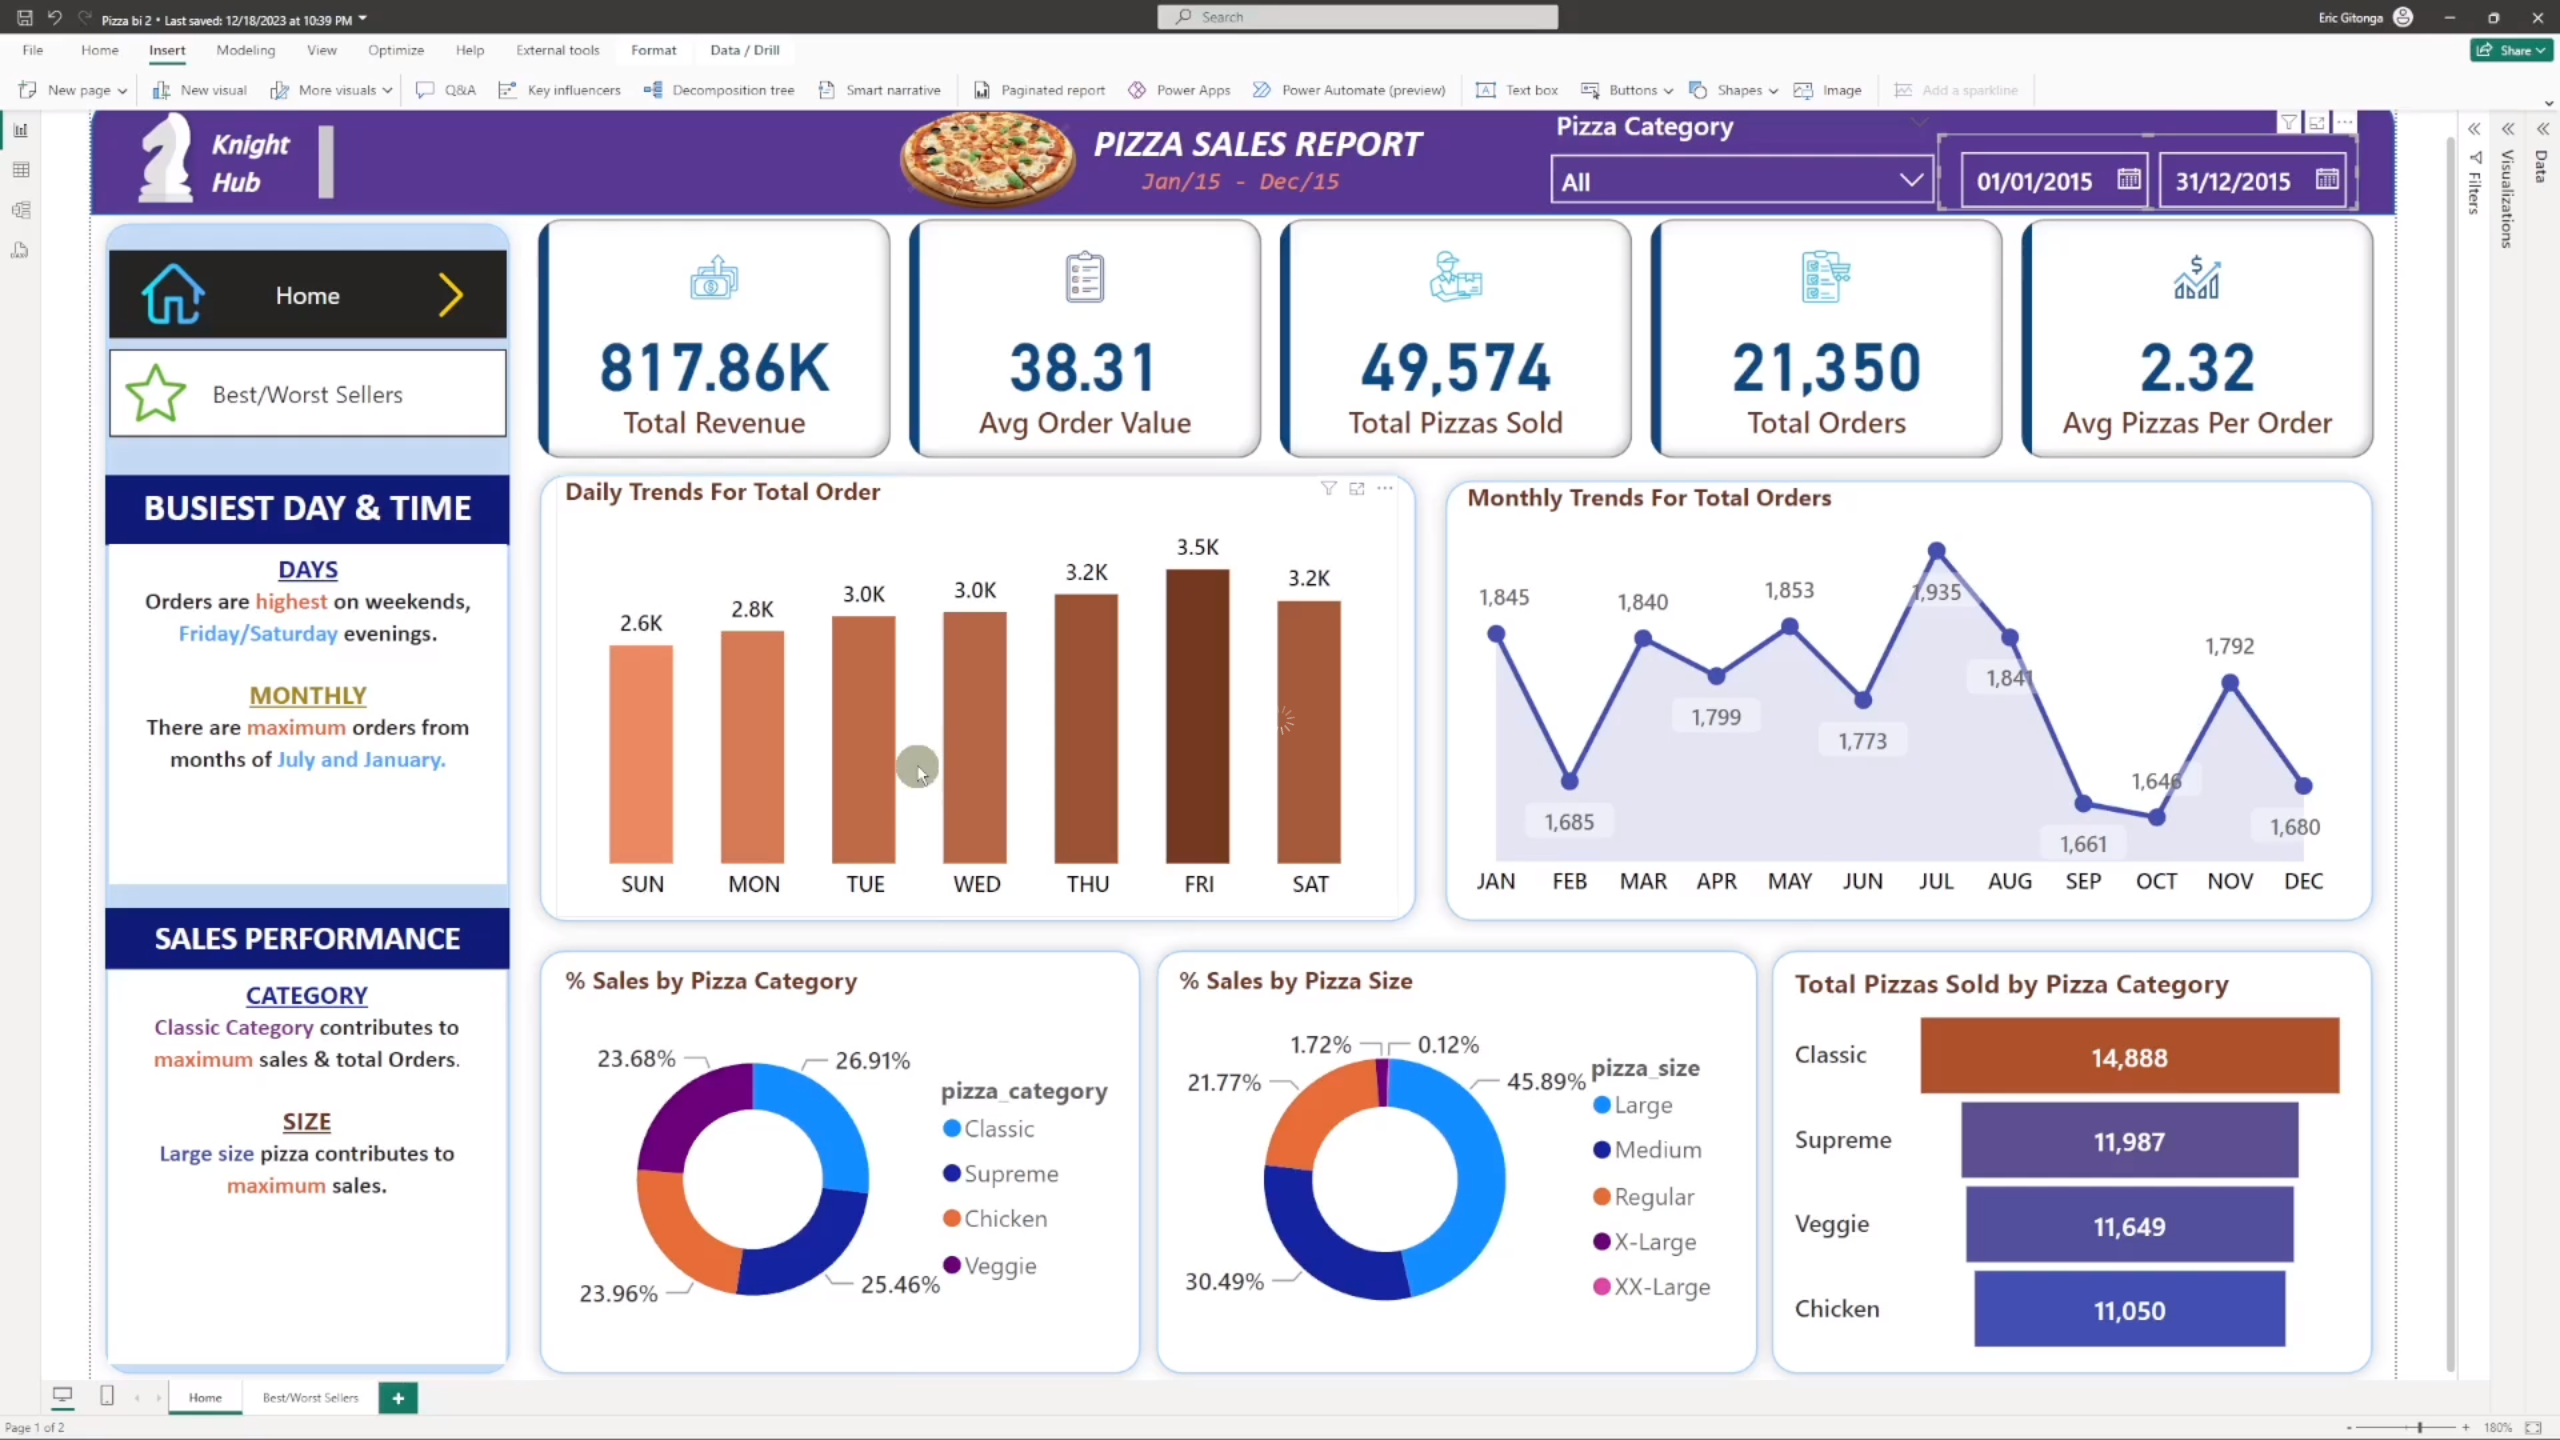 Pizza bi 2 • Last saved: 12/18/2023 at 10:39 PM
Search
Eric Gitonga
File Home Insert Modeling View Optimize Help External tools Format Data / Drill
Share
New page New visual More visuals Q&A Key influencers Decomposition tree Smart narrative Paginated report Power Apps Power Automate (preview) Text box Buttons Shapes Image Add a sparkline
Knight
Hub
PIZZA SALES REPORT
Jan/15 - Dec/15
Pizza Category
All
01/01/2015 31/12/2015
Filters
Visualizations
Data
Home
Best/Worst Sellers
817.86K
Total Revenue
38.31
Avg Order Value
49,574
Total Pizzas Sold
21,350
Total Orders
2.32
Avg Pizzas Per Order
BUSIEST DAY & TIME
DAYS
Orders are highest on weekends,
Friday/Saturday evenings.
MONTHLY
There are maximum orders from
months of July and January.
SALES PERFORMANCE
CATEGORY
Classic Category contributes to
maximum sales & total Orders.
SIZE
Large size pizza contributes to
maximum sales.
Daily Trends For Total Order
2.6K 2.8K 3.0K 3.0K 3.2K 3.5K 3.2K
SUN MON TUE WED THU FRI SAT
Monthly Trends For Total Orders
1,845 1,685 1,840 1,799 1,853 1,773 1,935 1,841 1,661 1,646 1,792 1,680
JAN FEB MAR APR MAY JUN JUL AUG SEP OCT NOV DEC
% Sales by Pizza Category
23.68% 26.91%
23.96% 25.46%
pizza_category
Classic
Supreme
Chicken
Veggie
% Sales by Pizza Size
1.72% 0.12%
21.77% 45.89%
30.49%
pizza_size
Large
Medium
Regular
X-Large
XX-Large
Total Pizzas Sold by Pizza Category
Classic 14,888
Supreme 11,987
Veggie 11,649
Chicken 11,050
Home Best/Worst Sellers +
Page 1 of 2
- + 180%